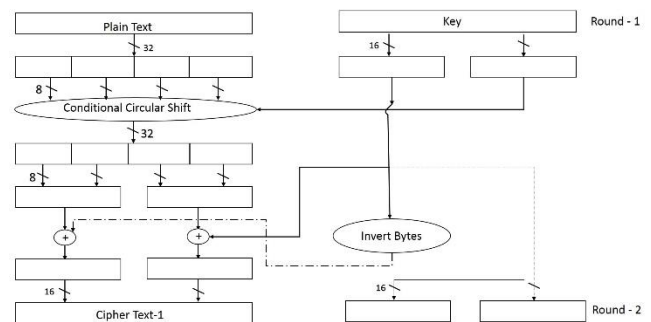 Plain Text
Key
Round - 1
32
16
8
Conditional Circular Shift
32
8
+
+
Invert Bytes
16
16
Cipher Text-1
Round - 2